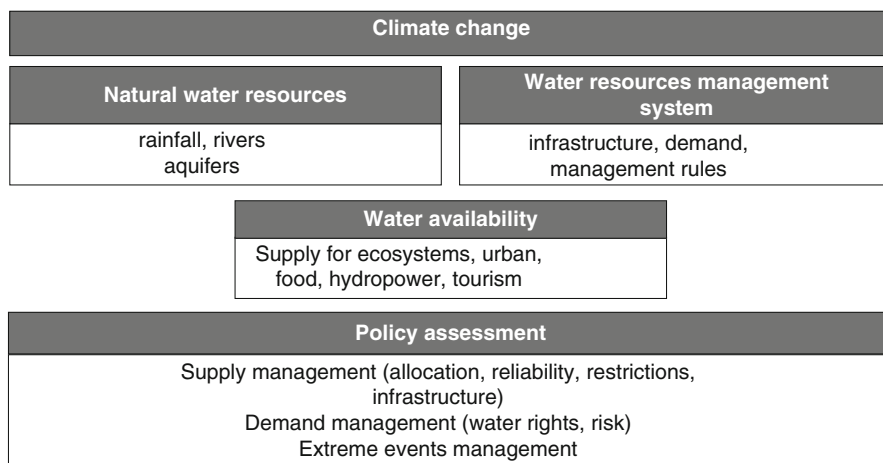 Climate change
Natural water resources
rainfall, rivers
aquifers
Water resources management
system
infrastructure, demand,
management rules
Water availability
Supply for ecosystems, urban,
food, hydropower, tourism
Policy assessment
Supply management (allocation, reliability, restrictions,
infrastructure)
Demand management (water rights, risk)
Extreme events management